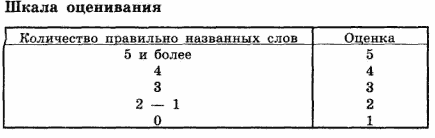 Шкала оценивания
Количество правильно названных слов Оценка
5 и более 5
4 4
3 3
2 — 1 2
0 1